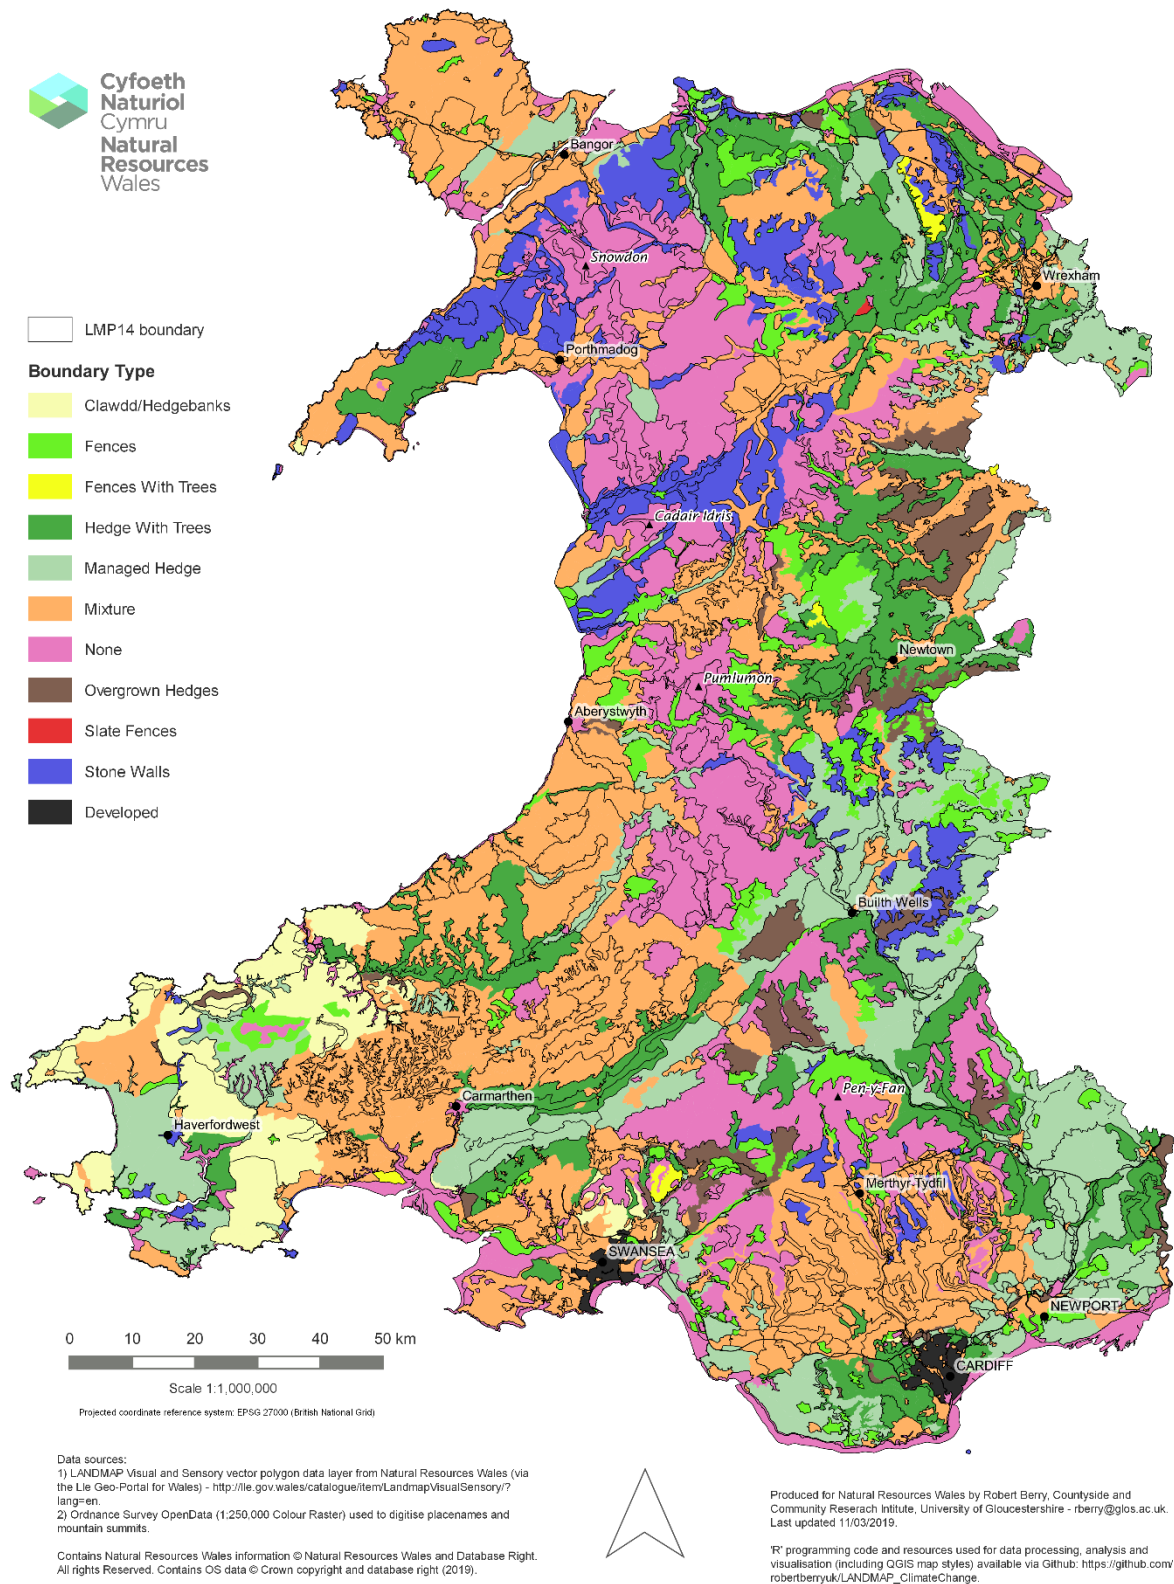 Cyfoeth
Naturiol
Cymru
Natural
Resources
Wales
Bangor
Snowdon
Wrexham
LMP14 boundary
Porthmadog
Boundary Type
Clawdd/Hedgebanks
Fences
Fences With Trees
Hedge With Trees
Managed Hedge
Mixture
None
Overgrown Hedges
Slate Fences
Stone Walls
Developed
Cadair Idris
Newtown
Pumlumon
Aberystwyth
Builth Wells
Pen-y-Fan
Carmarthen
Haverfordwest
Merthyr Tydfil
SWANSEA
NEWPORT
CARDIFF
0 10 20 30 40 50 km
Scale 1:1,000,000
Projected coordinate reference system: EPSG 27000 (British National Grid)
Data sources:
1) LANDMAP Visual and Sensory vector polygon data layer from Natural Resources Wales (via
the Lle Geo-Portal for Wales) - http://lle.gov.wales/catalogue/item/LandmapVisualSensory/?
lang=en.
2) Ordnance Survey OpenData (1:250,000 Colour Raster) used to digitise placenames and
mountain summits.
Contains Natural Resources Wales information © Natural Resources Wales and Database Right.
All rights Reserved. Contains OS data © Crown copyright and database right (2019).
Produced for Natural Resources Wales by Robert Berry, Countyside and
Community Reserach Intitute, University of Gloucestershire - rberry@glos.ac.uk.
Last updated 11/03/2019.
'R' programming code and resources used for data processing, analysis and
visualisation (including QGIS map styles) available via Github: https://github.com/
robertberryuk/LANDMAP_ClimateChange.